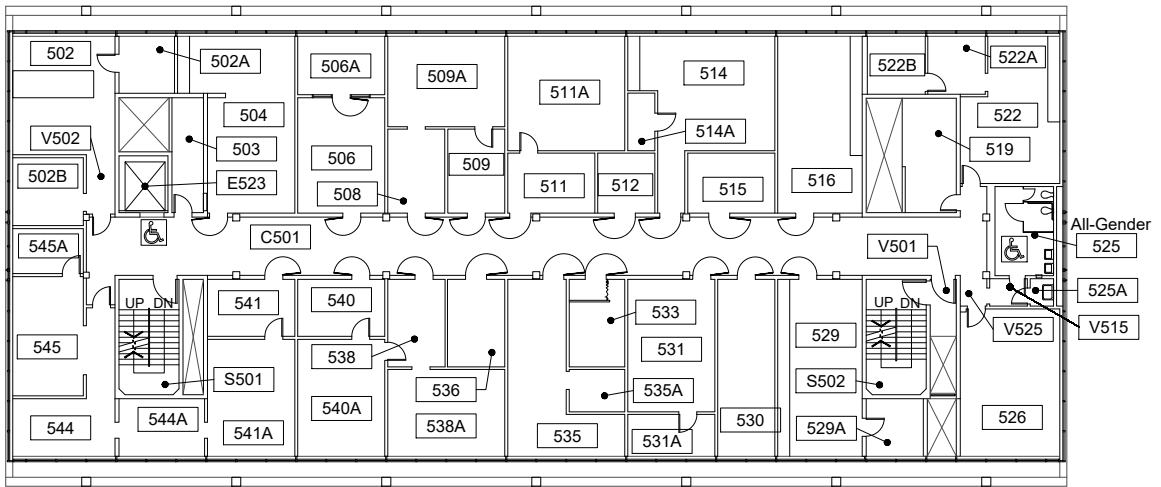 502
502A
506A
509A
514
522B
522A
511A
504
522
V502
503
514A
519
502B
506
509
511
512
515
516
E523
508
545A
C501
V501
All-Gender
525
541
540
UP DN
UP DN
533
525A
545
538
531
529
V525
V515
S501
536
535A
S502
540A
544
544A
541A
538A
535
531A
530
529A
526